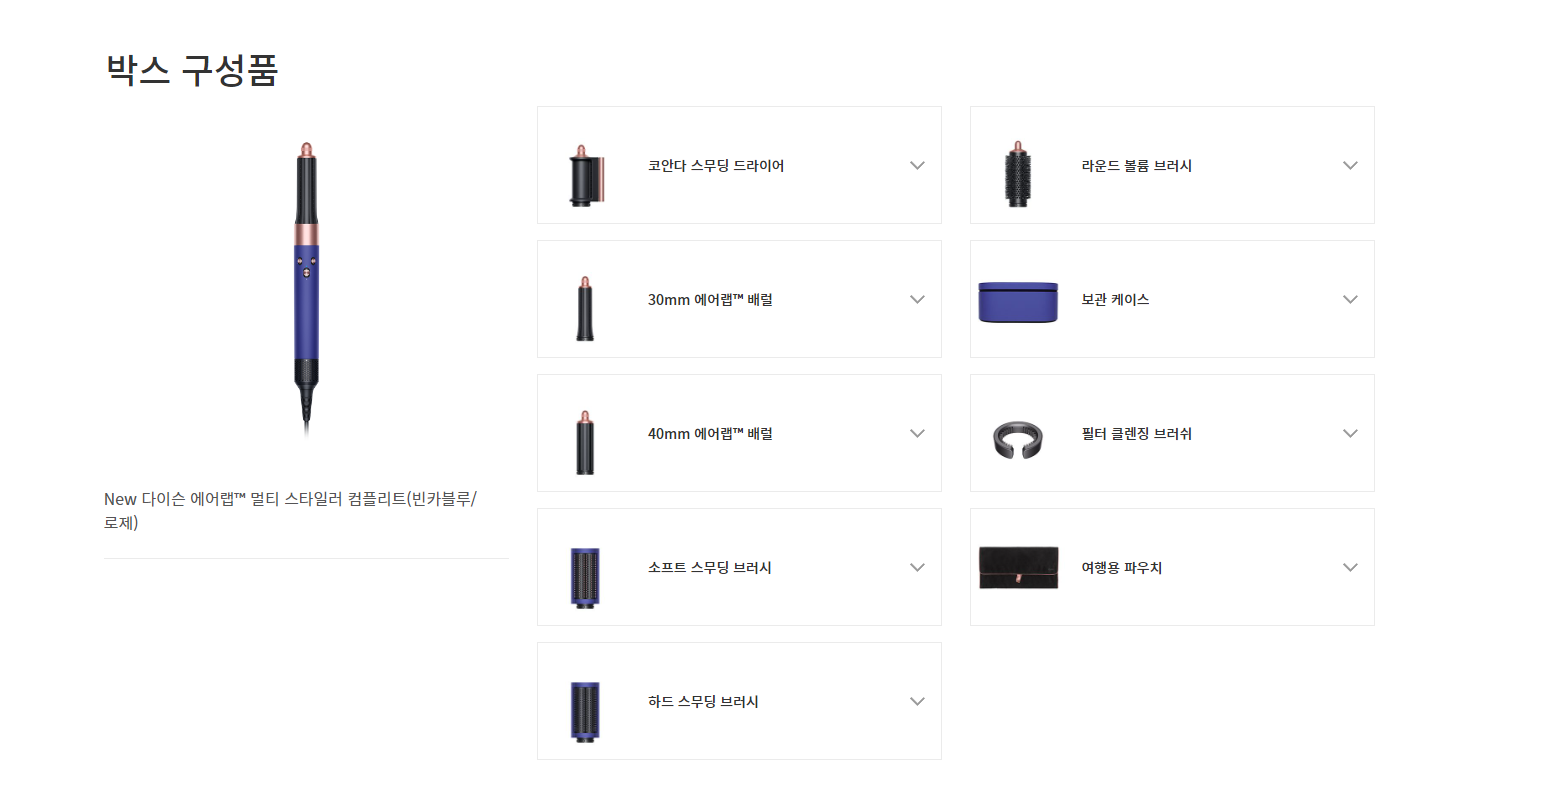 박스 구성품
New 다이슨 에어랩™ 멀티 스타일러 컴플리트(빈카블루/
로제)
코안다 스무딩 드라이어
30mm 에어랩™ 배럴
40mm 에어랩™ 배럴
소프트 스무딩 브러시
하드 스무딩 브러시
라운드 볼륨 브러시
보관 케이스
필터 클렌징 브러쉬
여행용 파우치